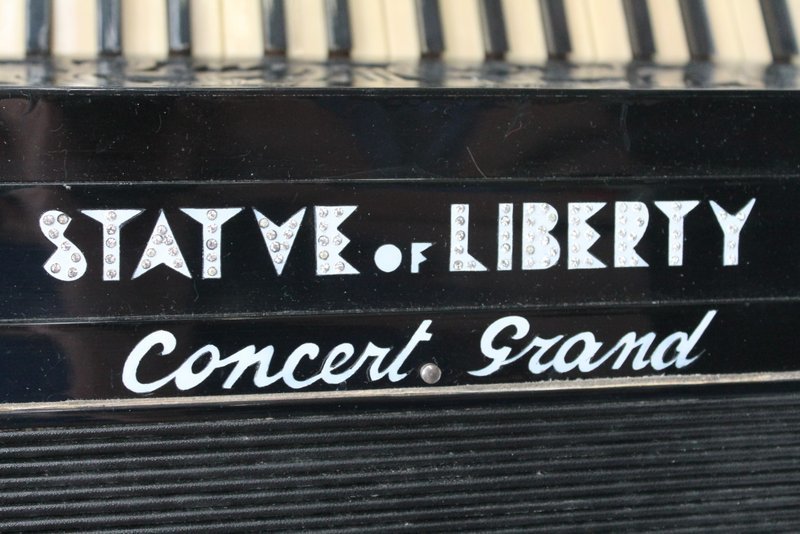 STATVE OF LIBERTY
Concert Grand